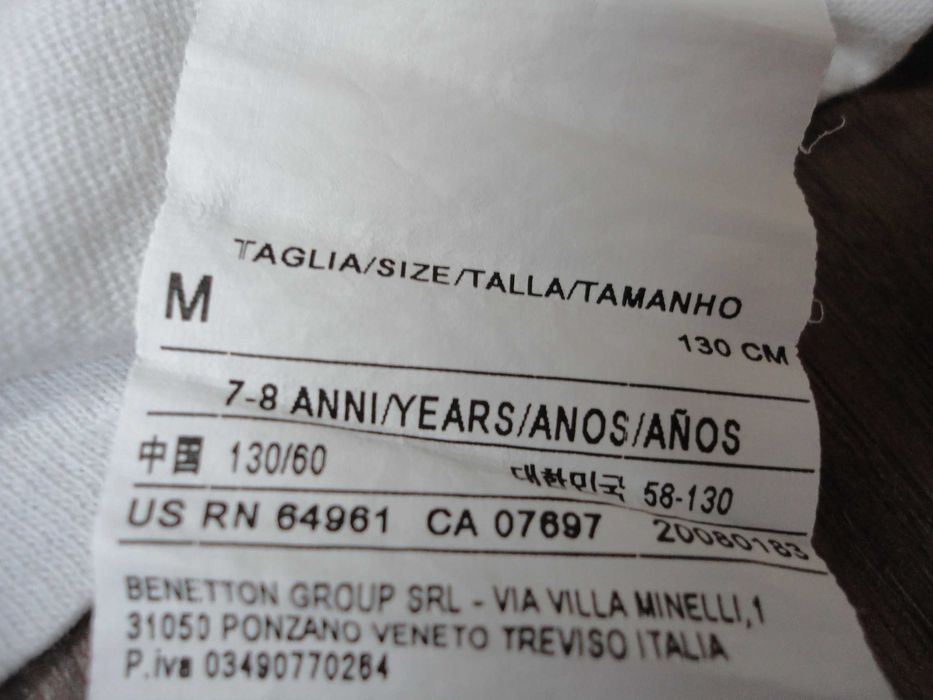 TAGLIA/SIZE/TALLA/TAMANHO
M
130 CM
7-8 ANNI/YEARS/ANOS/AÑOS
中国 130/60 대한민국 58-130
US RN 64961 CA 07697 20080183
BENETTON GROUP SRL - VIA VILLA MINELLI,1
31050 PONZANO VENETO TREVISO ITALIA
P.iva 03490770264